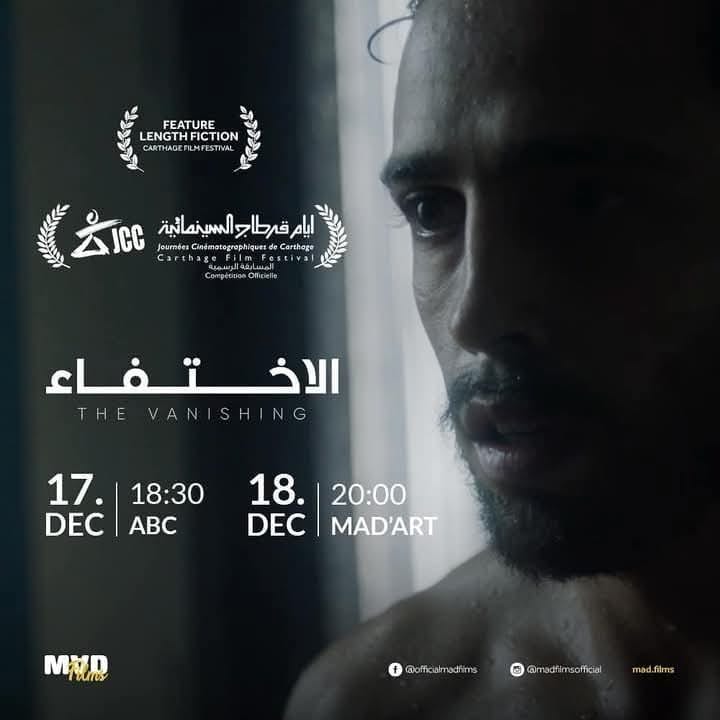 FEATURE
LENGTH FICTION
CARTHAGE FILM FESTIVAL
JCC
ايام قرطاج السينمائية
Journées Cinématographiques de Carthage
Carthage Film Festival
المسابقة الرسمية
Compétition Officielle
الاختفاء
THE VANISHING
17.
DEC
18:30
ABC
18.
DEC
20:00
MAD'ART
MAD
Films
@officialmadfilms
@madfilmsofficial
mad.films